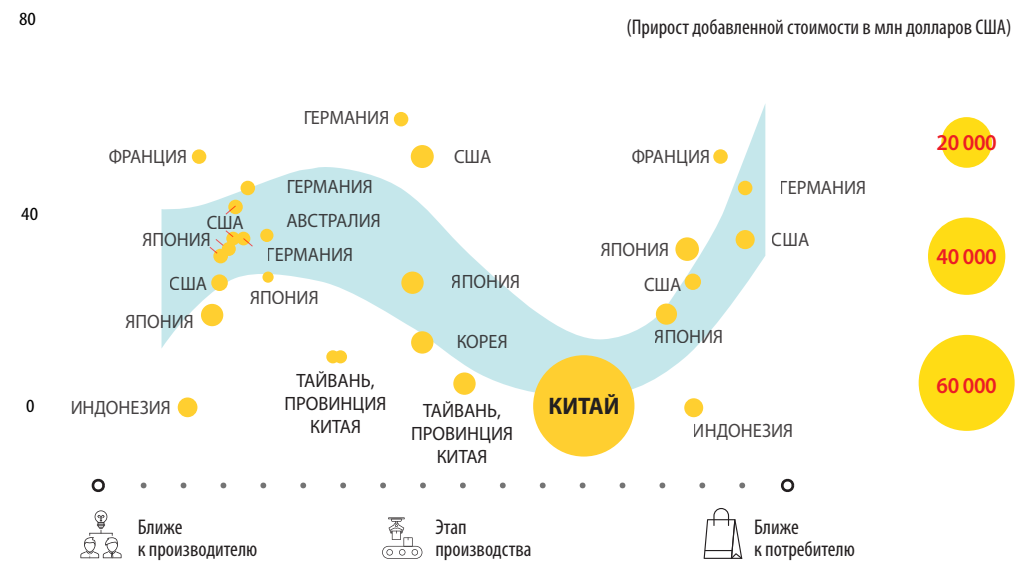 80
(Прирост добавленной стоимости в млн долларов США)
ГЕРМАНИЯ
ФРАНЦИЯ
США
ФРАНЦИЯ
20 000
ГЕРМАНИЯ
ГЕРМАНИЯ
40
США
АВСТРАЛИЯ
ЯПОНИЯ
ГЕРМАНИЯ
ЯПОНИЯ
США
40 000
США
ЯПОНИЯ
ЯПОНИЯ
США
ЯПОНИЯ
КОРЕЯ
ЯПОНИЯ
60 000
0
ИНДОНЕЗИЯ
ТАЙВАНЬ,
ПРОВИНЦИЯ
КИТАЯ
ТАЙВАНЬ,
ПРОВИНЦИЯ
КИТАЯ
КИТАЙ
ИНДОНЕЗИЯ
Ближе
к производителю
Этап
производства
Ближе
к потребителю